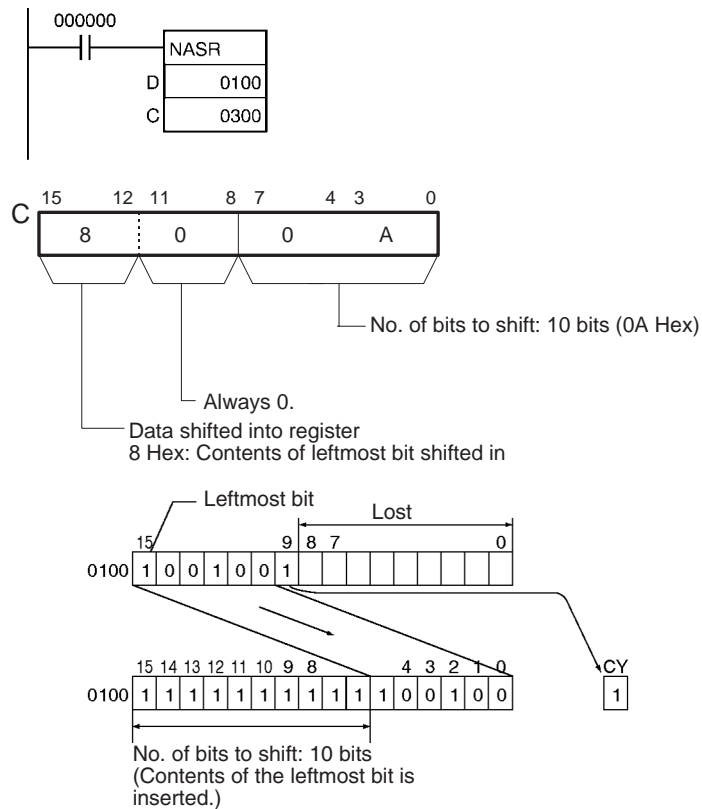 000000
NASR
D 0100
C 0300
15 12 11 8 7 4 3 0
C 8 0 0 A
No. of bits to shift: 10 bits (0A Hex)
Always 0.
Data shifted into register
8 Hex: Contents of leftmost bit shifted in
Leftmost bit
Lost
15 9 8 7 0
0100 1 0 0 1 0 0 1
15 14 13 12 11 10 9 8 4 3 2 1 0 CY
0100 1 1 1 1 1 1 1 1 1 1 1 0 0 1 0 0 1
No. of bits to shift: 10 bits
(Contents of the leftmost bit is
inserted.)